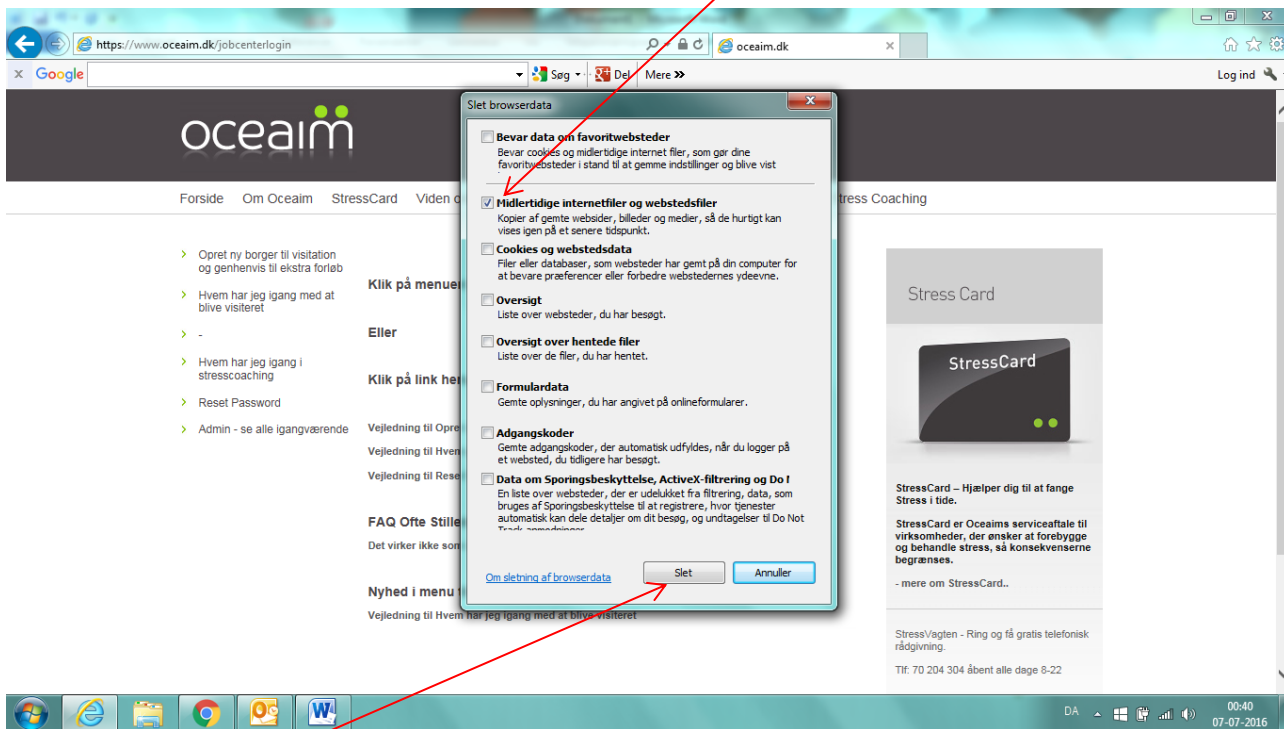 https://www.oceaim.dk/jobcenterlogin
oceaim.dk
Google
Søg
Del
Mere »
Log ind
oceaim
Forside
Om Oceaim
StressCard
Viden o
tress Coaching
Opret ny borger til visitation
og genhenvis til ekstra forløb
Hvem har jeg igang med at
blive visiteret
-
Hvem har jeg igang i
stresscoaching
Reset Password
Admin - se alle igangværende
Klik på menue
Eller
Klik på link her
Vejledning til Opre
Vejledning til Hven
Vejledning til Rese
FAQ Ofte Stille
Det virker ikke som
Nyhed i menu
Vejledning til Hvem har jeg igang med at blive visiteret
Slet browserdata
Bevar data om favoritwebsteder
Bevar cookies og midlertidige internet filer, som gør dine
favoritwebsteder i stand til at gemme indstillinger og blive vist
Midlertidige internetfiler og webstedsfiler
Kopier af gemte websider, billeder og medier, så de hurtigt kan
vises igen på et senere tidspunkt.
Cookies og webstedsdata
Filer eller databaser, som websteder har gemt på din computer for
at bevare præferencer eller forbedre webstedernes ydeevne.
Oversigt
Liste over websteder, du har besøgt.
Oversigt over hentede filer
Liste over de filer, du har hentet.
Formulardata
Gemte oplysninger, du har angivet på onlineformularer.
Adgangskoder
Gemte adgangskoder, der automatisk udfyldes, når du logger på
et websted, du tidligere har besøgt.
Data om Sporingsbeskyttelse, ActiveX-filtrering og Do
En liste over websteder, der er udelukket fra filtrering, data, som
bruges af Sporingsbeskyttelse til at registrere, hvor tjenester
automatisk kan dele detaljer om dit besøg, og undtagelser til Do Not
Track-anmodninger
Om sletning af browserdata
Slet
Annuller
Stress Card
StressCard
StressCard – Hjælper dig til at fange
Stress i tide.
StressCard er Oceaims serviceaftale til
virksomheder, der ønsker at forebygge
og behandle stress, så konsekvenserne
begrænses.
- mere om StressCard..
StressVagten - Ring og få gratis telefonisk
rådgivning.
Tlf: 70 204 304 åbent alle dage 8-22
DA
00:40
07-07-2016